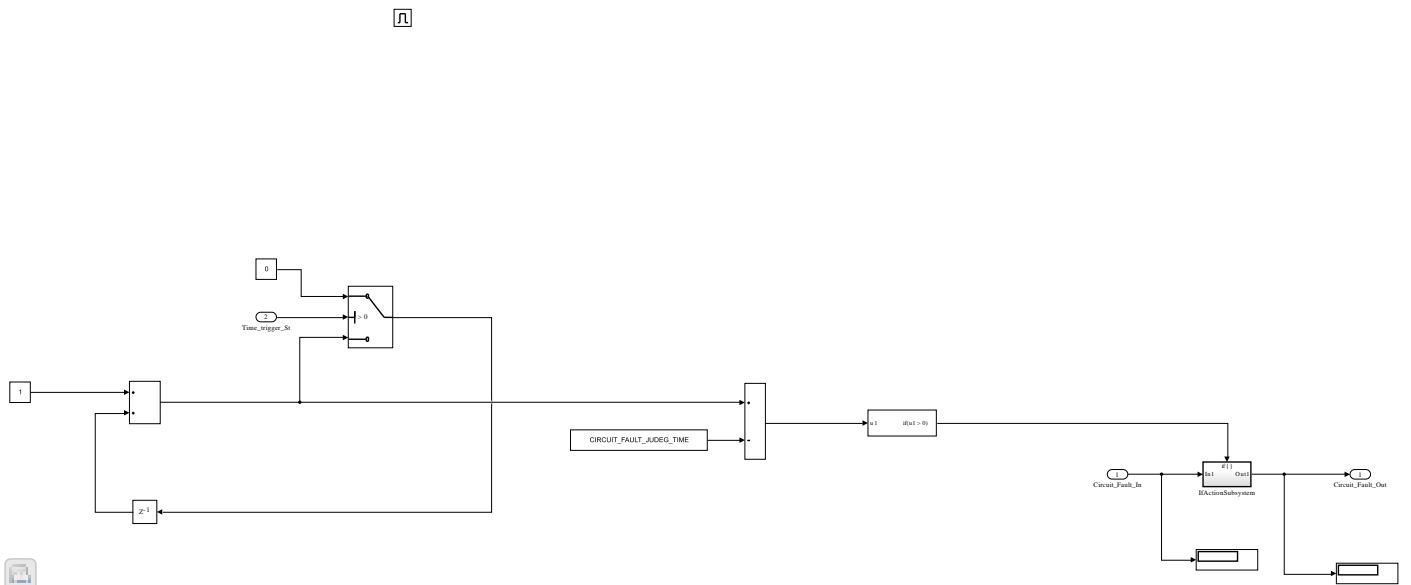 0
2
> 0
Time_trigger_St
1
CIRCUIT_FAULT_JUDEG_TIME
u1 if(u1 > 0)
Z-1
1
Circuit_Fault_In
if { }
In1 Out1
IfActionSubsystem
1
Circuit_Fault_Out